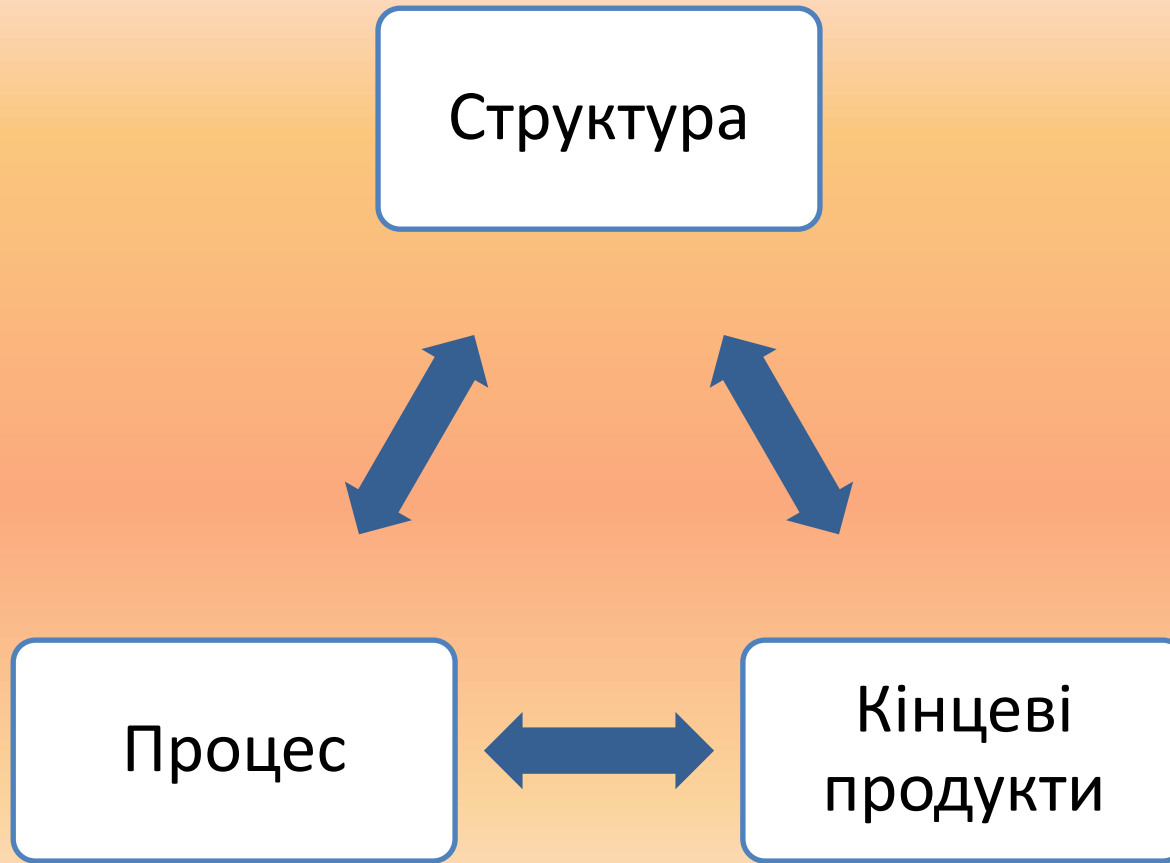 Структура
Процес
Кінцеві
продукти